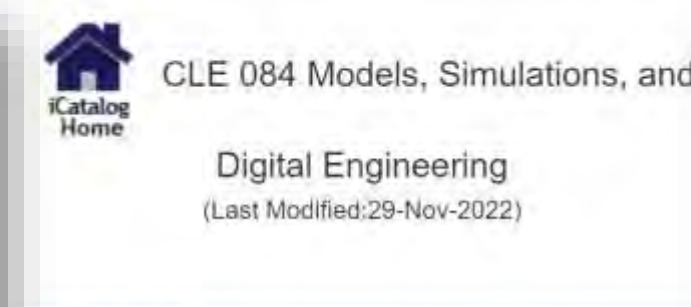 CLE 084 Models, Simulations, and
iCatalog
Home
Digital Engineering
(Last Modified:29-Nov-2022)